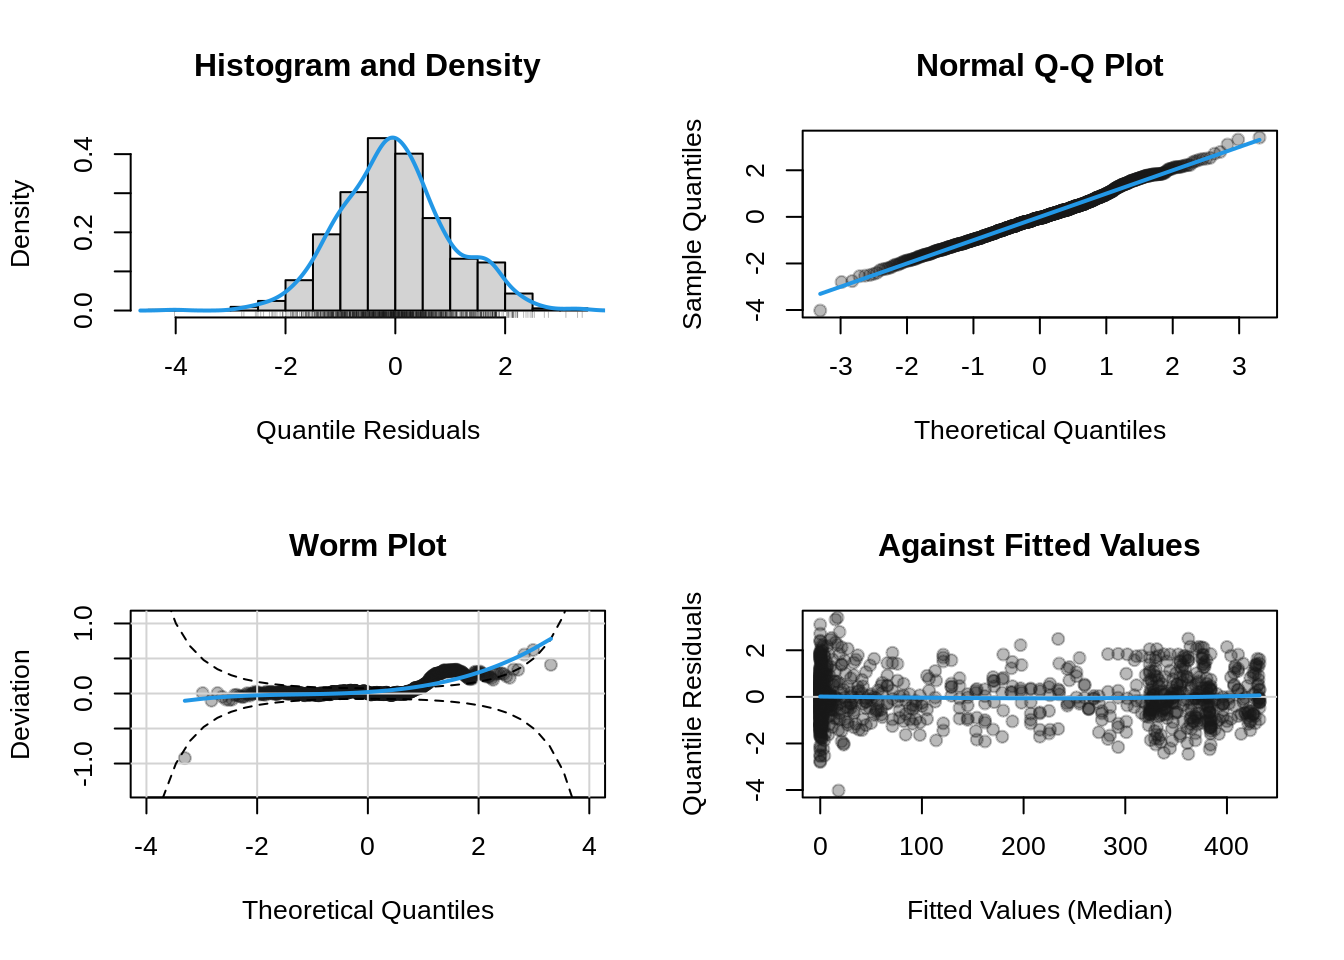 Histogram and Density
Density
0.0 0.2 0.4
-4 -2 0 2
Quantile Residuals
Normal Q-Q Plot
Sample Quantiles
-4 -2 0 2
-3 -2 -1 0 1 2 3
Theoretical Quantiles
Worm Plot
Deviation
-1.0 0.0 1.0
-4 -2 0 2 4
Theoretical Quantiles
Against Fitted Values
Quantile Residuals
-4 -2 0 2
0 100 200 300 400
Fitted Values (Median)